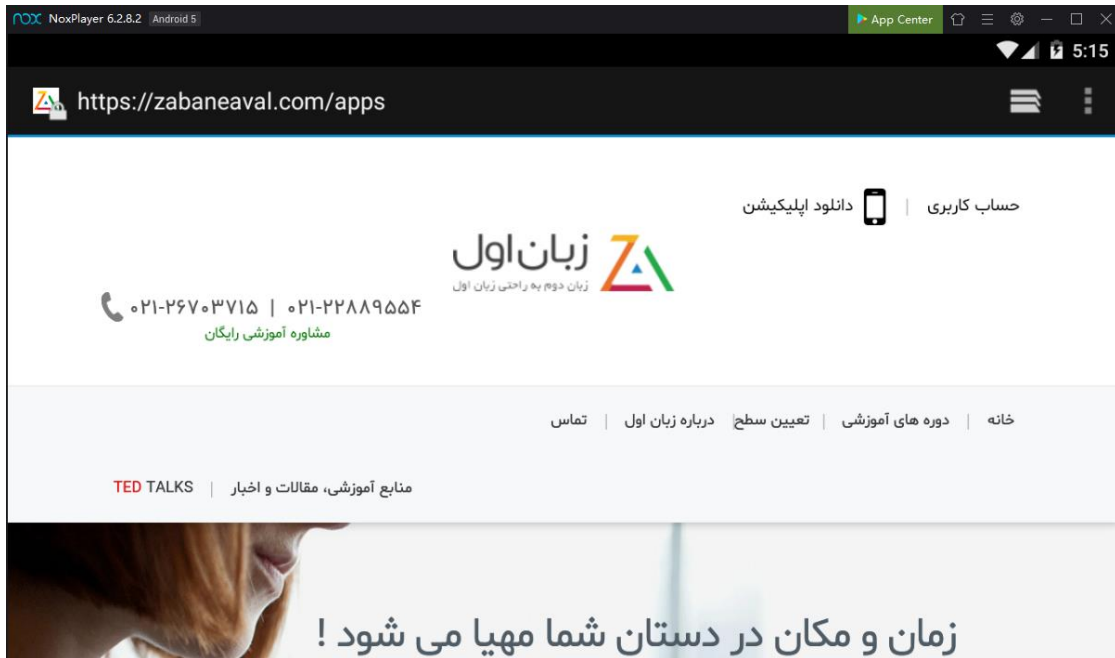 NOX NoxPlayer 6.2.8.2 Android 5 App Center
5:15
https://zabaneaval.com/apps
حساب کاربری | دانلود اپلیکیشن
زبان اول
زبان دوم به راحتی زبان اول
۰۲۱-۲۶۷۰۳۷۱۵ | ۰۲۱-۲۲۸۸۹۵۵۴
مشاوره آموزشی رایگان
خانه | دوره های آموزشی | تعیین سطح | درباره زبان اول | تماس
منابع آموزشی، مقالات و اخبار | TED TALKS
زمان و مکان در دستان شما مهیا می شود !